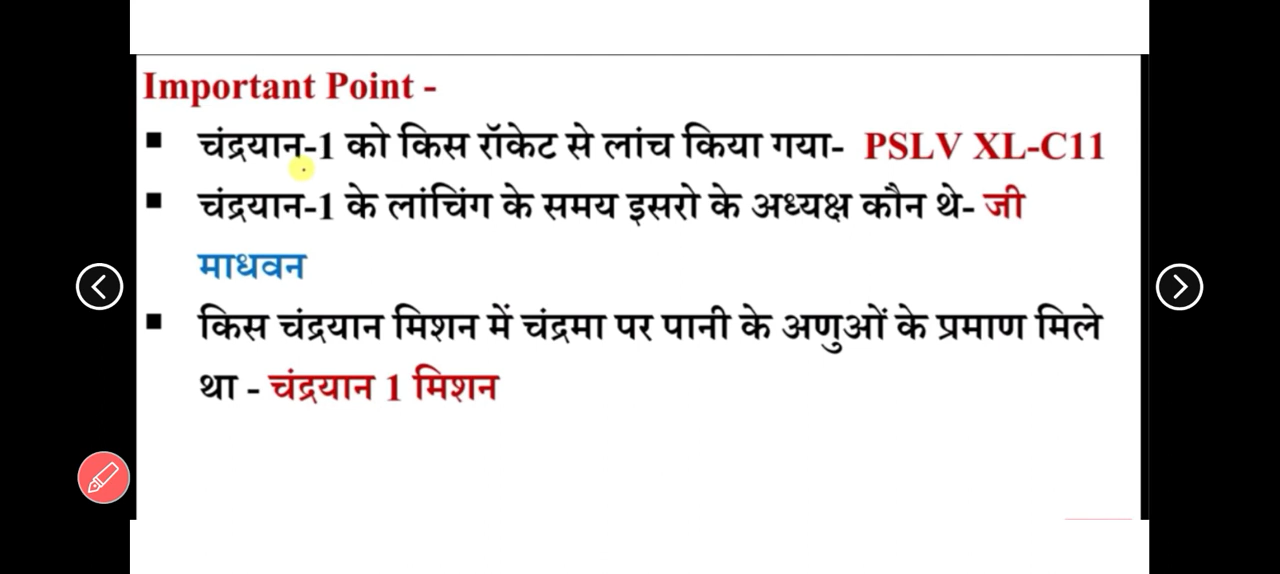 Important Point -
▪ चंद्रयान-1 को किस रॉकेट से लांच किया गया- PSLV XL-C11
▪ चंद्रयान-1 के लांचिंग के समय इसरो के अध्यक्ष कौन थे- जी
माधवन
▪ किस चंद्रयान मिशन में चंद्रमा पर पानी के अणुओं के प्रमाण मिले
था - चंद्रयान 1 मिशन